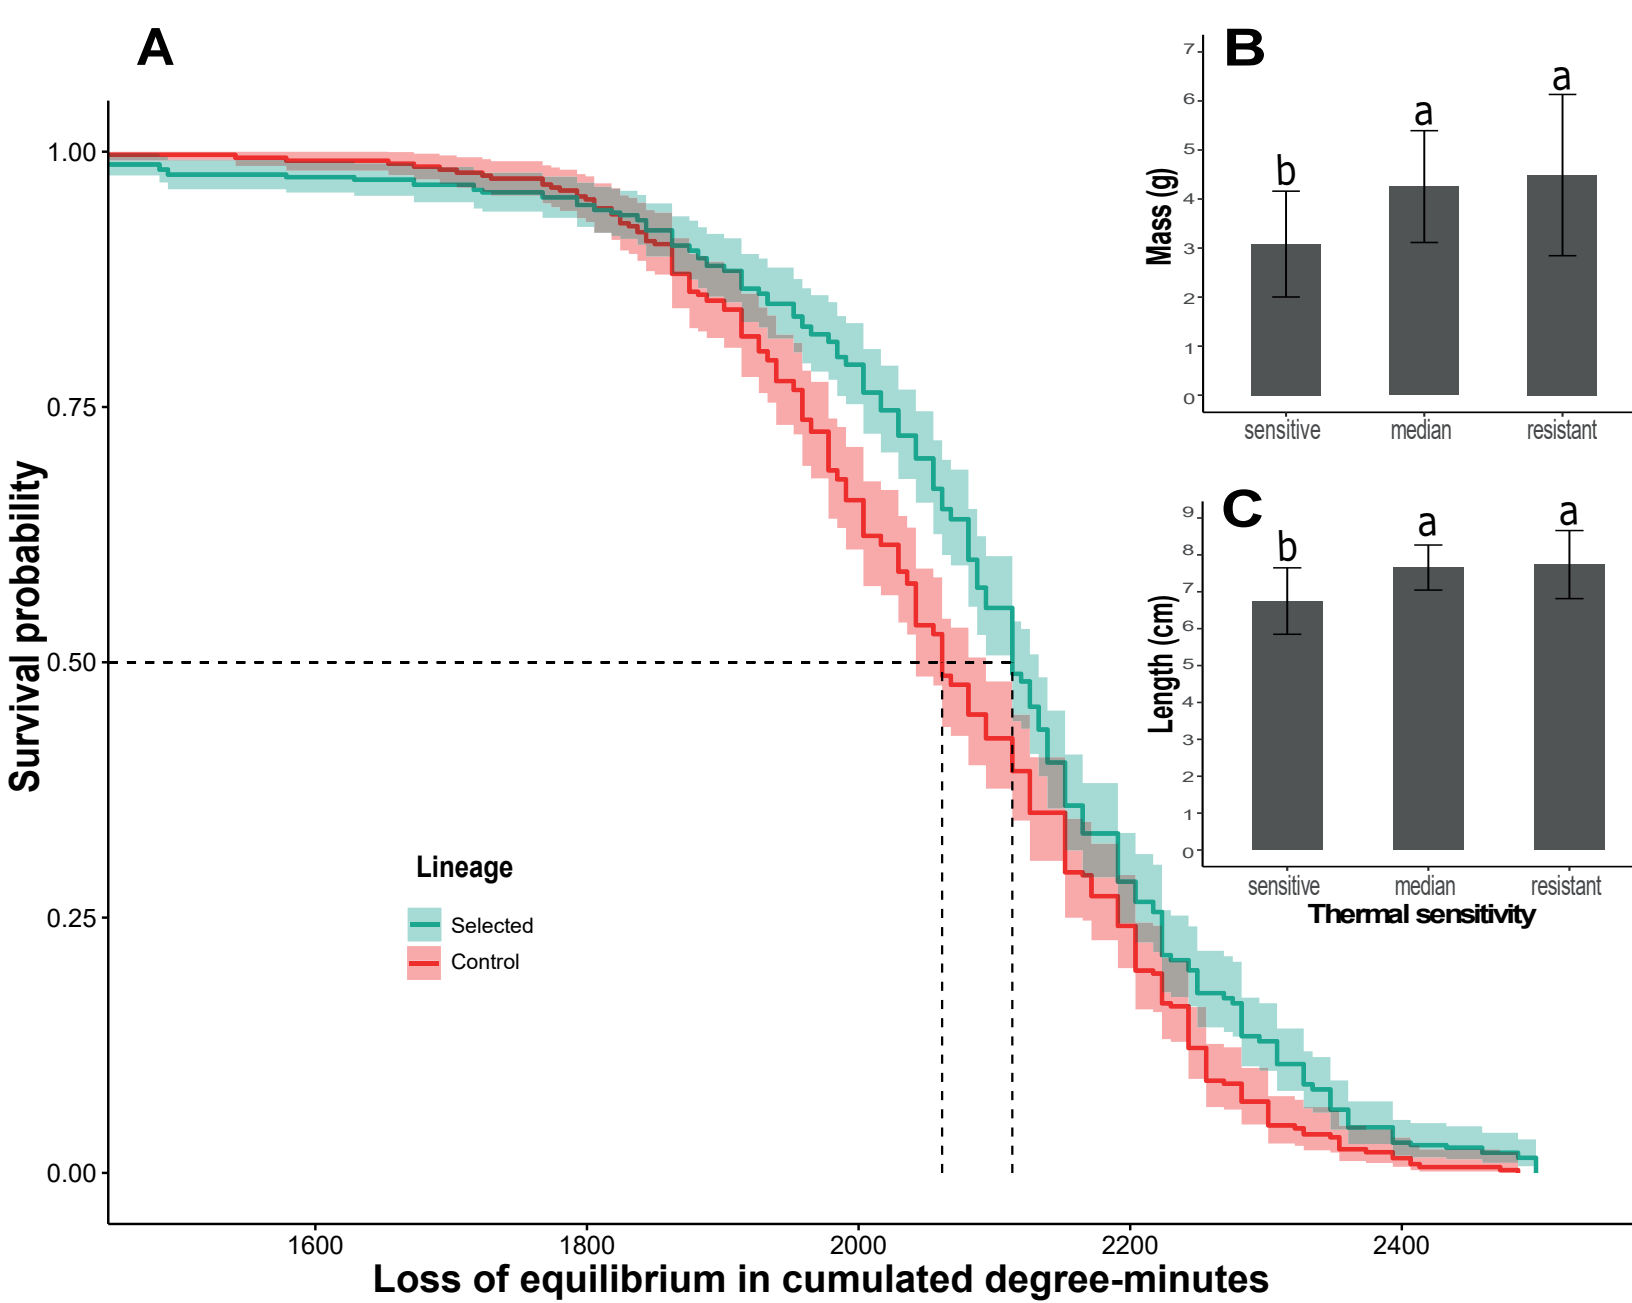 A
1.00
0.75
0.50
0.25
0.00
Survival probability
1600 1800 2000 2200 2400
Loss of equilibrium in cumulated degree-minutes
Lineage
Selected
Control
B
7
6
5
4
3
2
1
0
Mass (g)
b a a
sensitive median resistant
C
9
8
7
6
5
4
3
2
1
0
Length (cm)
b a a
sensitive median resistant
Thermal sensitivity